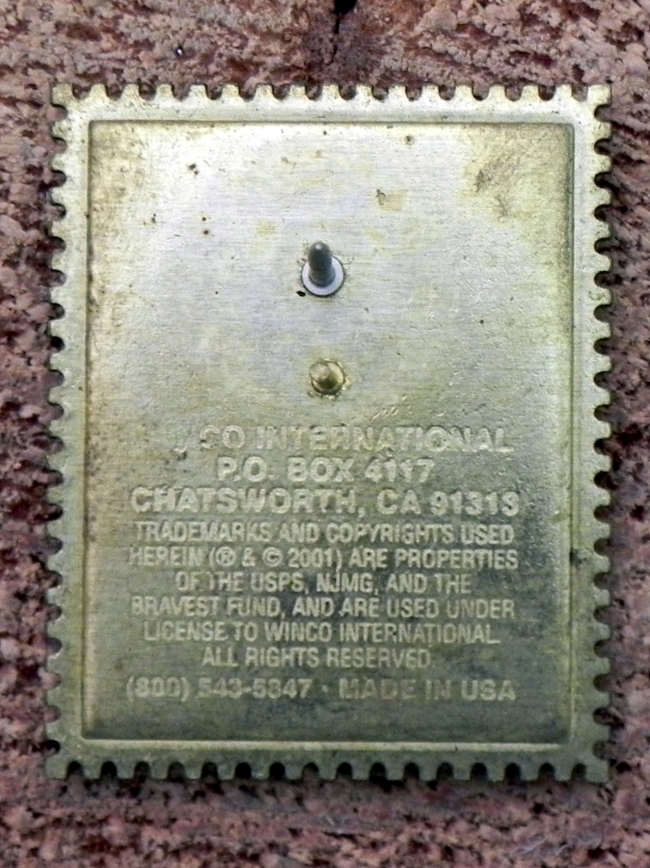 CO INTERNATIONAL
P.O. BOX 4117
CHATSWORTH, CA 91313
TRADEMARKS AND COPYRIGHTS USED
HEREIN (® & © 2001) ARE PROPERTIES
OF THE USPS, NJMG, AND THE
BRAVEST FUND, AND ARE USED UNDER
LICENSE TO WINCO INTERNATIONAL.
ALL RIGHTS RESERVED.
(800) 543-5847 · MADE IN USA